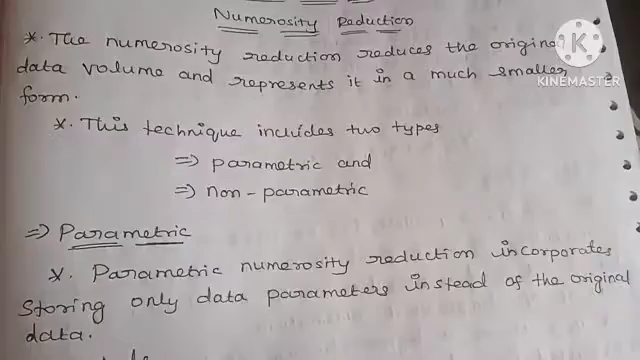 Numerosity Reduction
*. The numerosity reduction reduces the original
data volume and represents it in a much smaller
form.
*. This technique includes two types
=> parametric and
=> non-parametric
=> Parametric
*. Parametric numerosity reduction incorporates
storing only data parameters instead of the original
data.
K
KINEMASTER